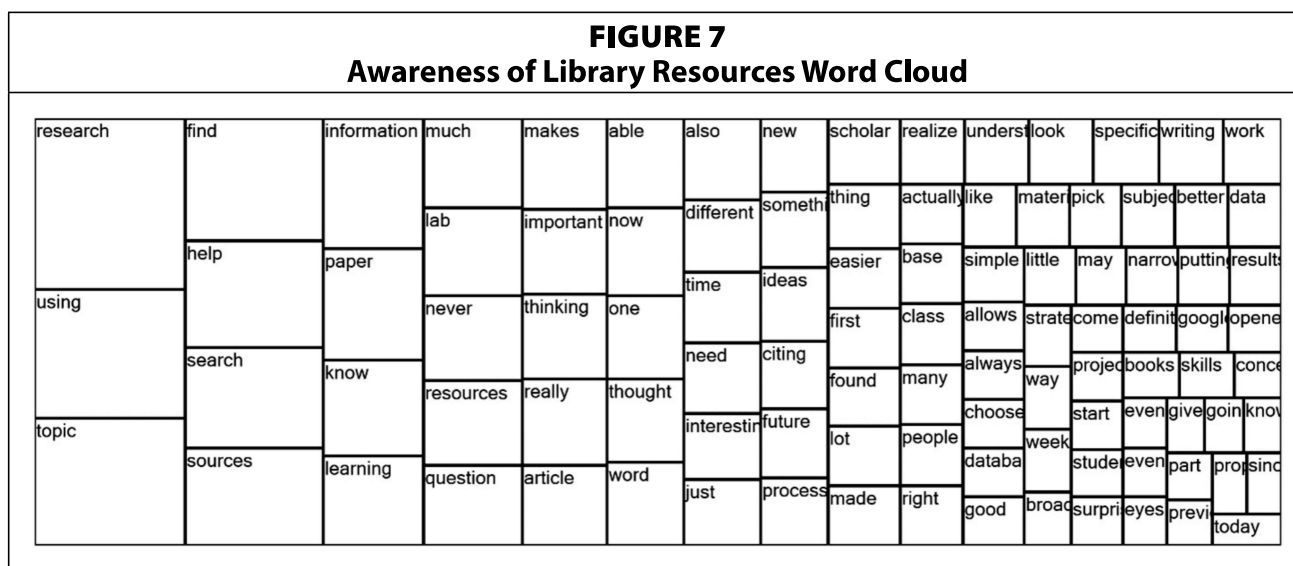 FIGURE 7
Awareness of Library Resources Word Cloud
research
using
topic
find
help
search
sources
information
paper
know
learning
much
lab
never
resources
question
makes
important
thinking
really
article
able
now
one
thought
word
also
different
time
need
interestin
just
new
somethi
ideas
citing
future
process
scholar
thing
easier
first
found
lot
made
realize
actually
base
class
many
people
right
underst
look
specific
writing
work
like
materi
pick
subjec
better
data
simple
little
may
narrov
putting
results
allows
strate
come
definit
googl
opene
always
way
projec
books
skills
conce
choose
start
even
give
goin
know
week
databa
studer
even
part
prop
sinc
good
broad
surpri
eyes
previ
today